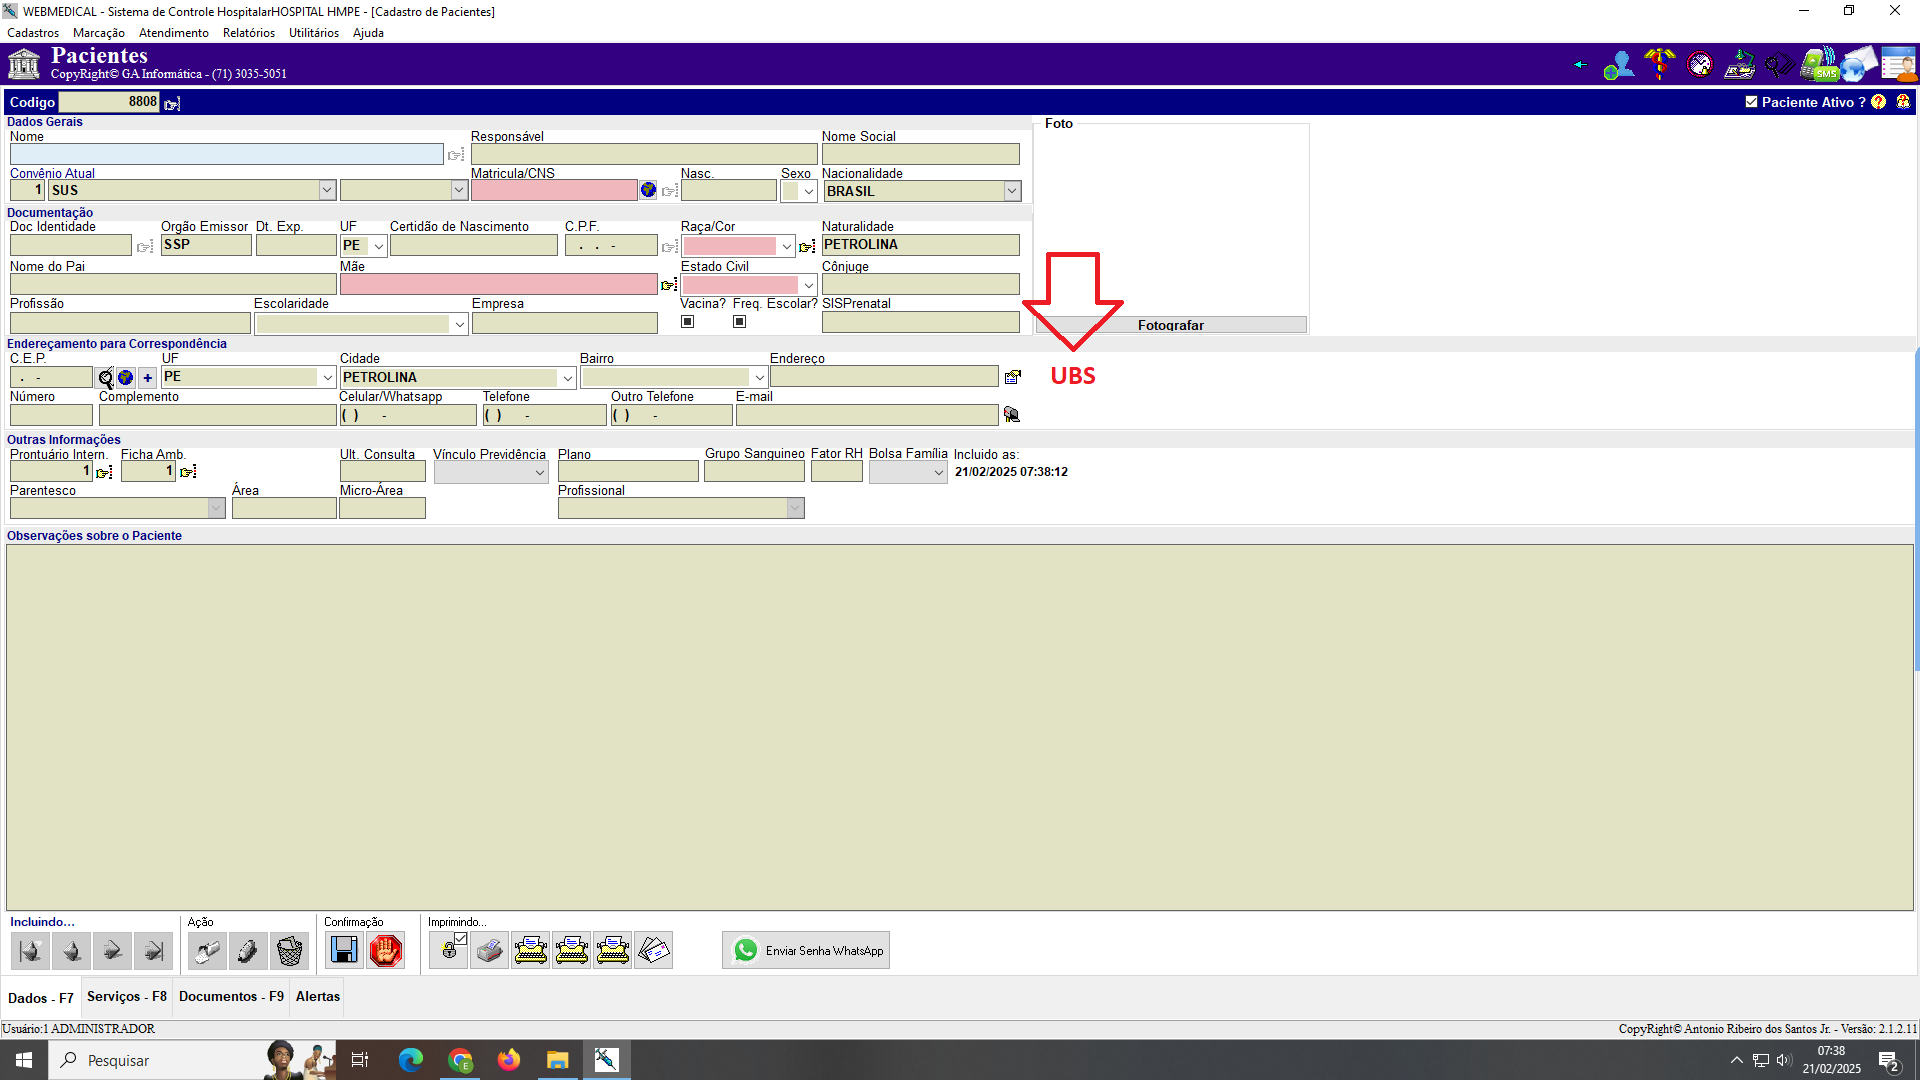 WEBMEDICAL - Sistema de Controle HospitalarHOSPITAL HMPE - [Cadastro de Pacientes]
Cadastros Marcação Atendimento Relatórios Utilitários Ajuda
Pacientes
CopyRight© GA Informática - (71) 3035-5051
SMS
Codigo 8808 Paciente Ativo ?
Dados Gerais Foto
Nome Responsável Nome Social
Convênio Atual Matricula/CNS Nasc. Sexo Nacionalidade
1 SUS BRASIL
Documentação
Doc Identidade Orgão Emissor Dt. Exp. UF Certidão de Nascimento C.P.F. Raça/Cor Naturalidade
SSP PE . . - PETROLINA
Nome do Pai Mãe Estado Civil Cônjuge
Profissão Escolaridade Empresa Vacina? Freq. Escolar? SISPrenatal
Fotografar
Endereçamento para Correspondência
C.E.P. UF Cidade Bairro Endereço
. - + PE PETROLINA UBS
Número Complemento Celular/Whatsapp Telefone Outro Telefone E-mail
( ) - ( ) - ( ) -
Outras Informações
Prontuário Intern. Ficha Amb. Ult. Consulta Vínculo Previdência Plano Grupo Sanguineo Fator RH Bolsa Família Incluido as:
1 1 21/02/2025 07:38:12
Parentesco Área Micro-Área Profissional
Observações sobre o Paciente
Incluindo... Ação Confirmação Imprimindo...
Enviar Senha WhatsApp
Dados - F7 Serviços - F8 Documentos - F9 Alertas
Usuário:1 ADMINISTRADOR CopyRight© Antonio Ribeiro dos Santos Jr. - Versão: 2.1.2.11
Pesquisar E 07:38
21/02/2025 2